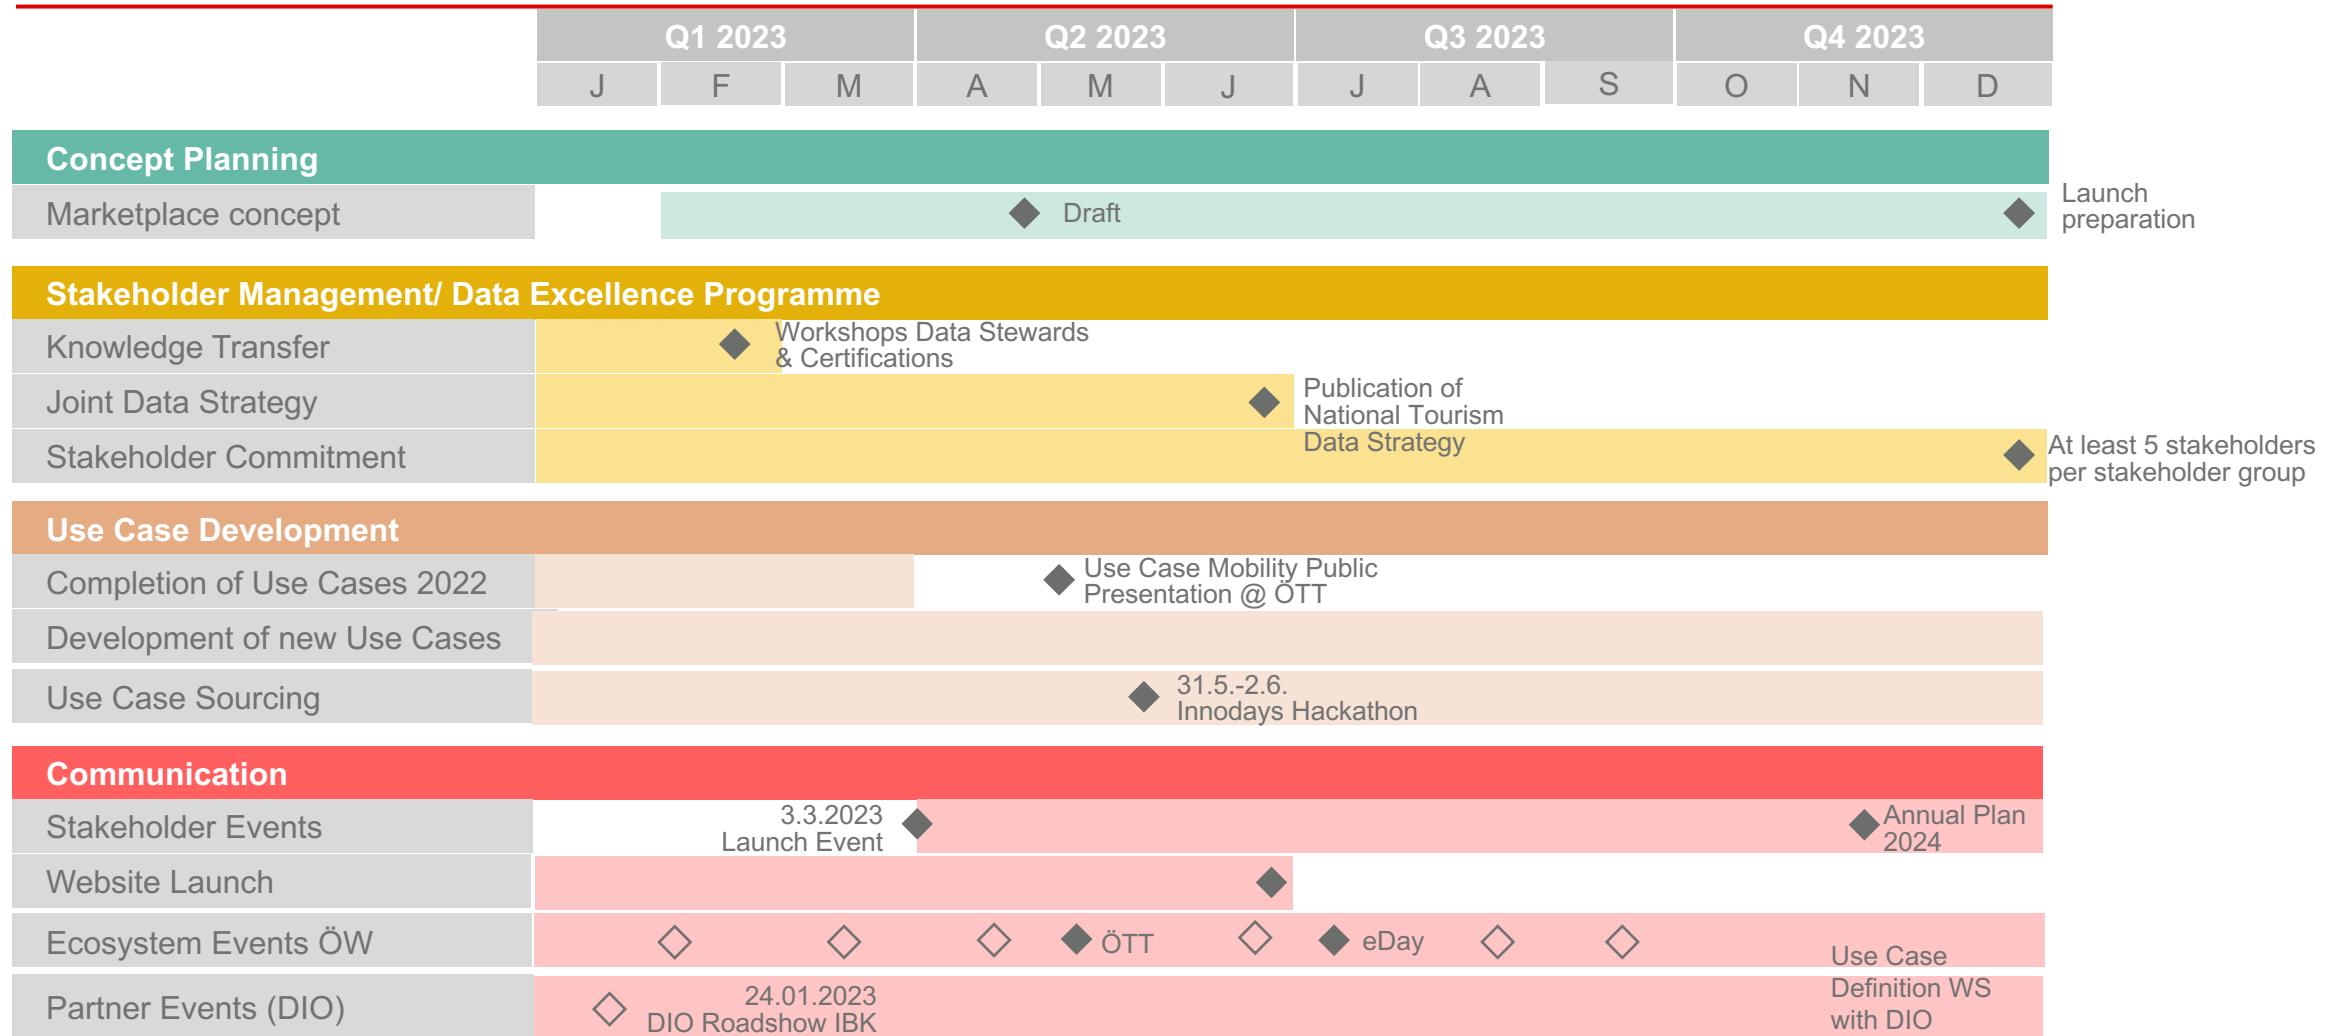 Q1 2023 Q2 2023 Q3 2023 Q4 2023
J F M A M J J A S O N D
Concept Planning
Marketplace concept
Draft
Launch
preparation
Stakeholder Management/ Data Excellence Programme
Knowledge Transfer
Workshops Data Stewards
& Certifications
Joint Data Strategy
Publication of
National Tourism
Data Strategy
Stakeholder Commitment
At least 5 stakeholders
per stakeholder group
Use Case Development
Completion of Use Cases 2022
Use Case Mobility Public
Presentation @ ÖTT
Development of new Use Cases
Use Case Sourcing
31.5.-2.6.
Innodays Hackathon
Communication
Stakeholder Events
3.3.2023
Launch Event
Annual Plan
2024
Website Launch
Ecosystem Events ÖW
ÖTT
eDay
Partner Events (DIO)
24.01.2023
DIO Roadshow IBK
Use Case
Definition WS
with DIO